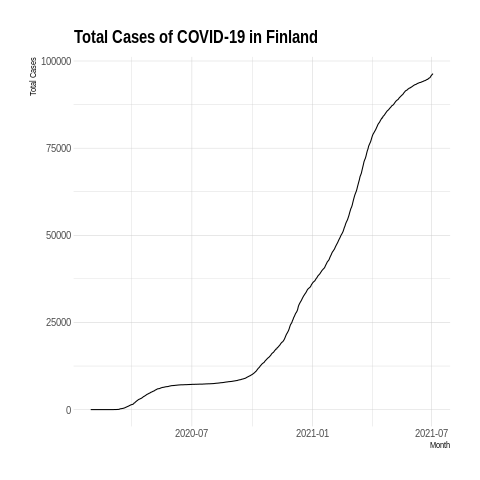 Total Cases of COVID-19 in Finland
Total Cases
100000
75000
50000
25000
0
2020-07
2021-01
2021-07
Month